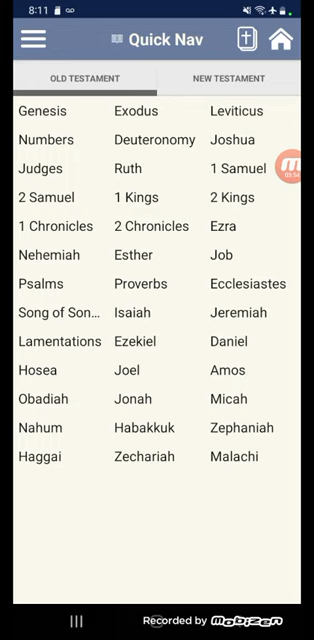 8:11
Quick Nav
OLD TESTAMENT NEW TESTAMENT
Genesis Exodus Leviticus
Numbers Deuteronomy Joshua
Judges Ruth 1 Samuel
2 Samuel 1 Kings 2 Kings
1 Chronicles 2 Chronicles Ezra
Nehemiah Esther Job
Psalms Proverbs Ecclesiastes
Song of Son... Isaiah Jeremiah
Lamentations Ezekiel Daniel
Hosea Joel Amos
Obadiah Jonah Micah
Nahum Habakkuk Zephaniah
Haggai Zechariah Malachi
Recorded by Mobizen